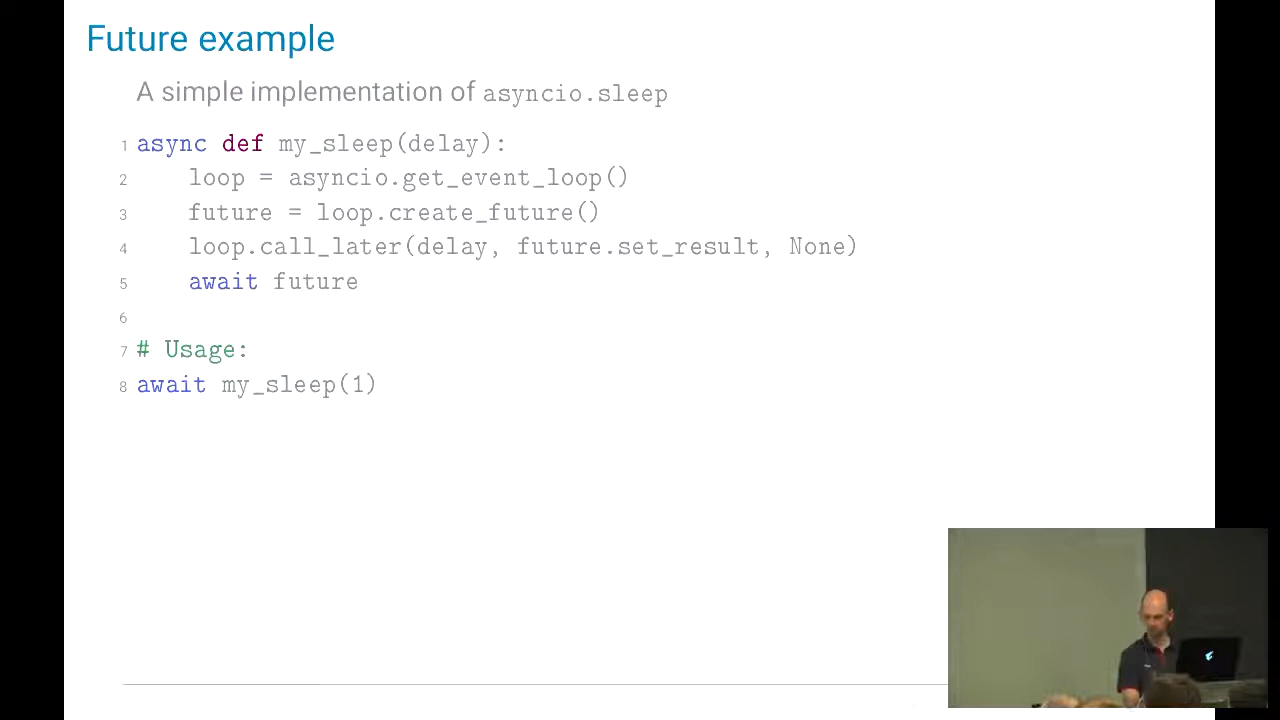 Future example
A simple implementation of asyncio.sleep
1 async def my_sleep(delay):
2 loop = asyncio.get_event_loop()
3 future = loop.create_future()
4 loop.call_later(delay, future.set_result, None)
5 await future
6
7 # Usage:
8 await my_sleep(1)